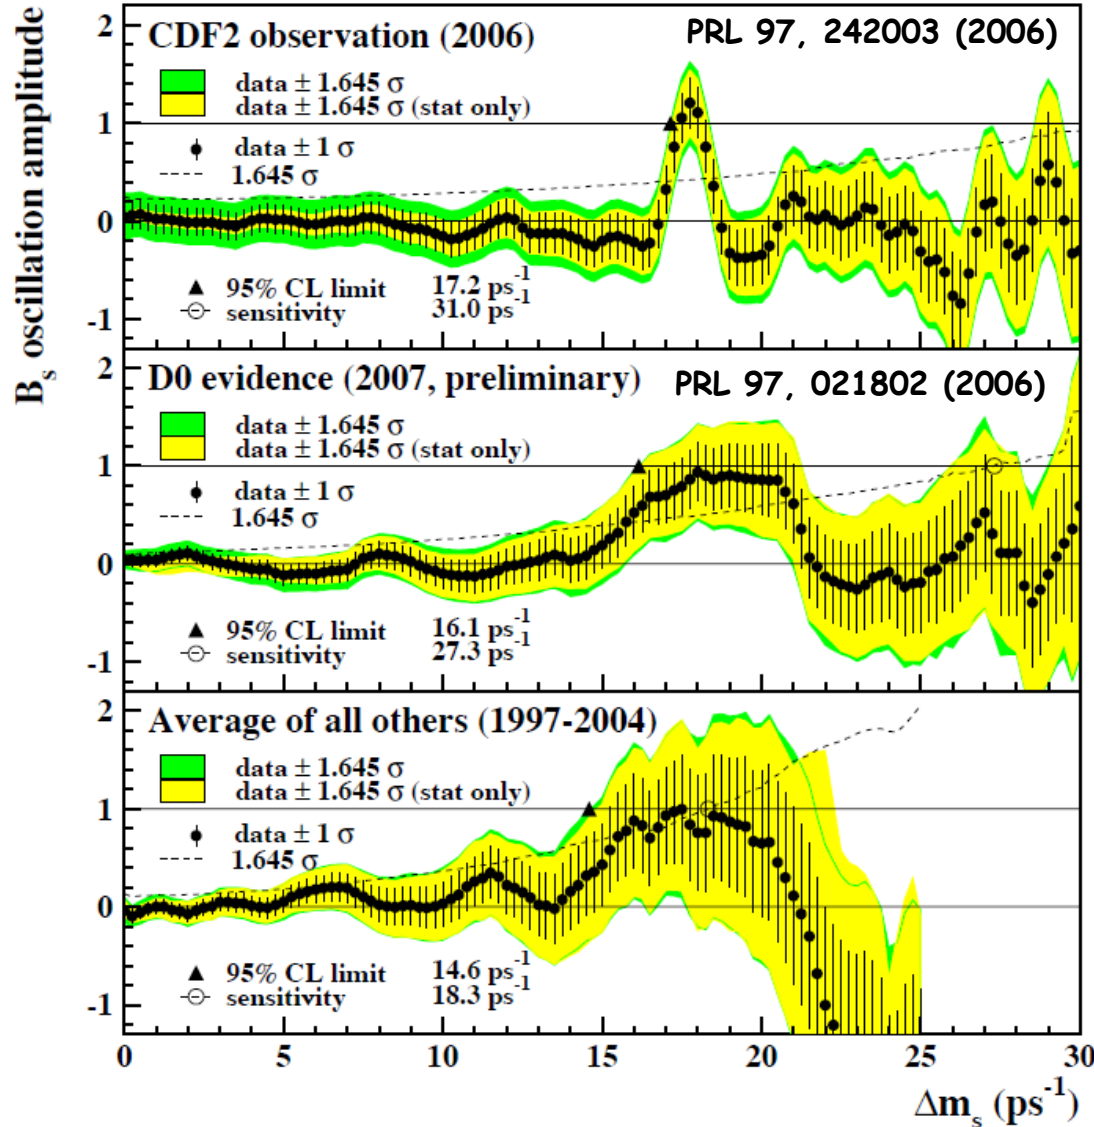 B_s oscillation amplitude
2
1
0
-1
CDF2 observation (2006)
PRL 97, 242003 (2006)
data ± 1.645 σ
data ± 1.645 σ (stat only)
data ± 1 σ
1.645 σ
95% CL limit 17.2 ps⁻¹
sensitivity 31.0 ps⁻¹
2
1
0
-1
D0 evidence (2007, preliminary)
PRL 97, 021802 (2006)
data ± 1.645 σ
data ± 1.645 σ (stat only)
data ± 1 σ
1.645 σ
95% CL limit 16.1 ps⁻¹
sensitivity 27.3 ps⁻¹
2
1
0
-1
Average of all others (1997-2004)
data ± 1.645 σ
data ± 1.645 σ (stat only)
data ± 1 σ
1.645 σ
95% CL limit 14.6 ps⁻¹
sensitivity 18.3 ps⁻¹
0 5 10 15 20 25 30
Δm_s (ps⁻¹)